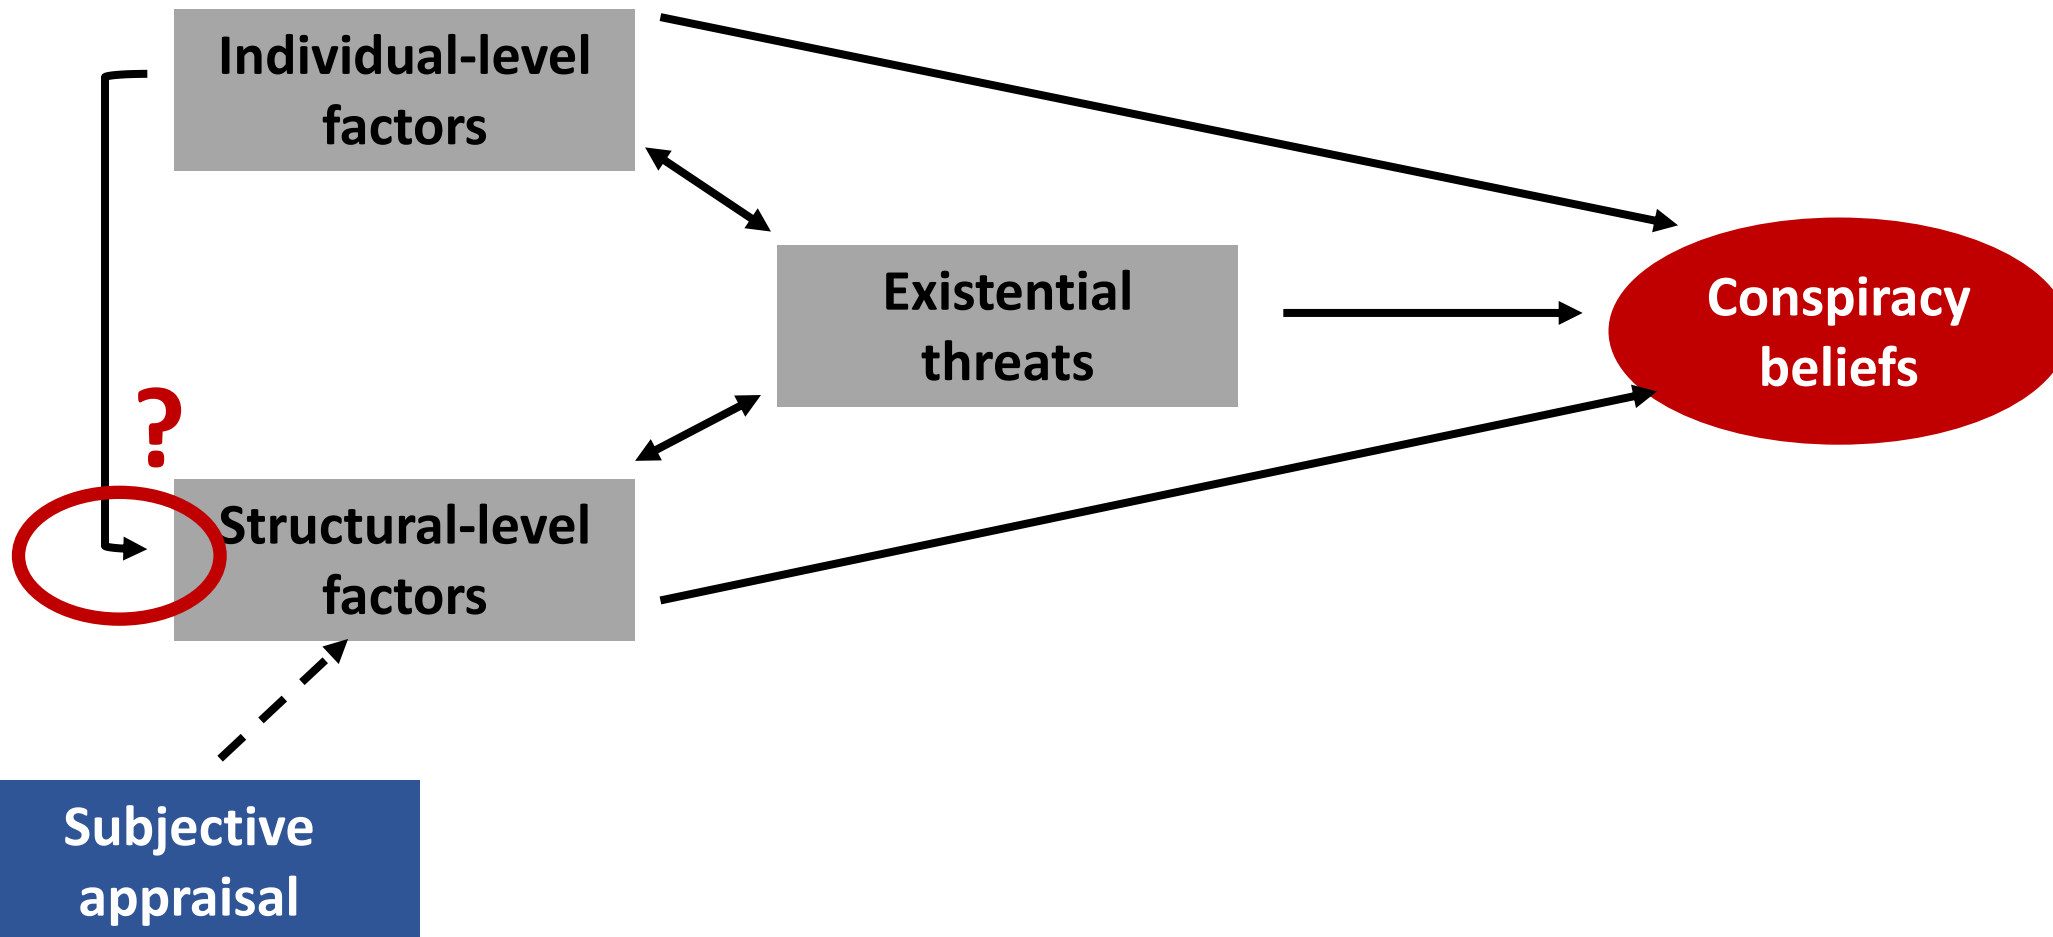 Individual-level
factors
Existential
threats
Conspiracy
beliefs
?
Structural-level
factors
Subjective
appraisal